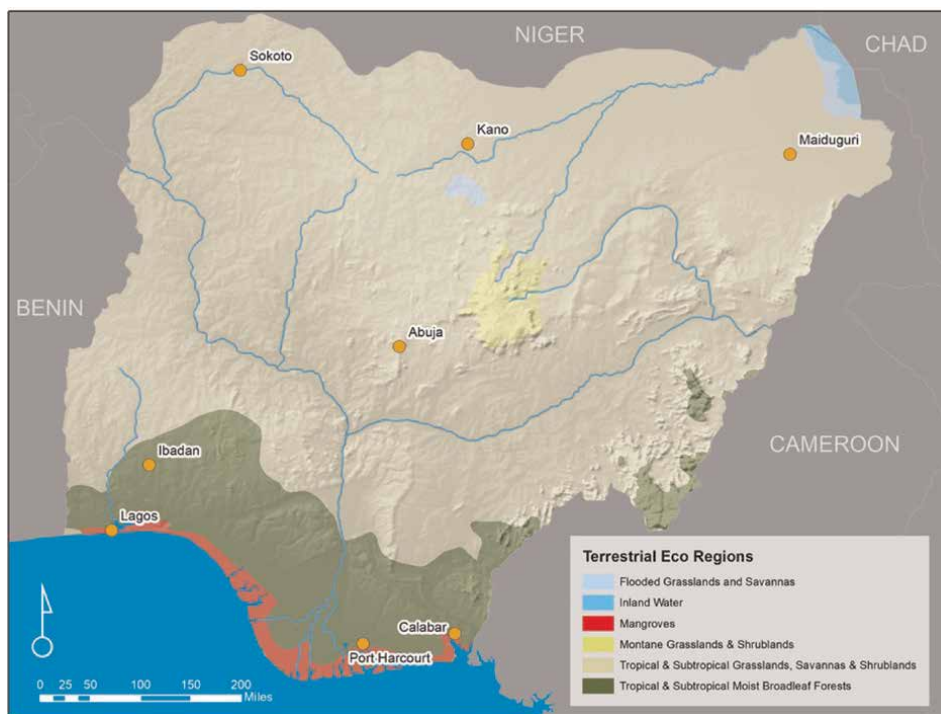 NIGER
CHAD
Sokoto
Kano
Maiduguri
BENIN
Abuja
CAMEROON
Ibadan
Lagos
Calabar
Port Harcourt
Terrestrial Eco Regions
Flooded Grasslands and Savannas
Inland Water
Mangroves
Montane Grasslands & Shrublands
Tropical & Subtropical Grasslands, Savannas & Shrublands
Tropical & Subtropical Moist Broadleaf Forests
0 25 50 100 150 200
Miles